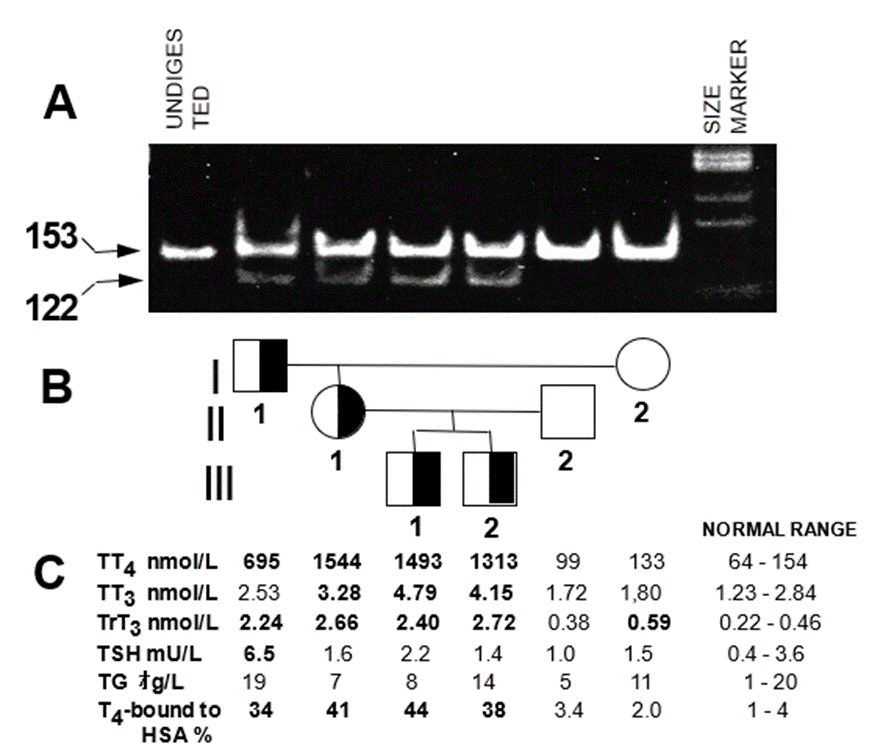 A
UNDIGES
TED
SIZE
MARKER
153
122
B
I
1
2
II
1
2
III
1
2
NORMAL RANGE
C
TT4 nmol/L 695 1544 1493 1313 99 133 64 - 154
TT3 nmol/L 2.53 3.28 4.79 4.15 1.72 1,80 1.23 - 2.84
TrT3 nmol/L 2.24 2.66 2.40 2.72 0.38 0.59 0.22 - 0.46
TSH mU/L 6.5 1.6 2.2 1.4 1.0 1.5 0.4 - 3.6
TG g/L 19 7 8 14 5 11 1 - 20
T4-bound to 34 41 44 38 3.4 2.0 1 - 4
HSA %